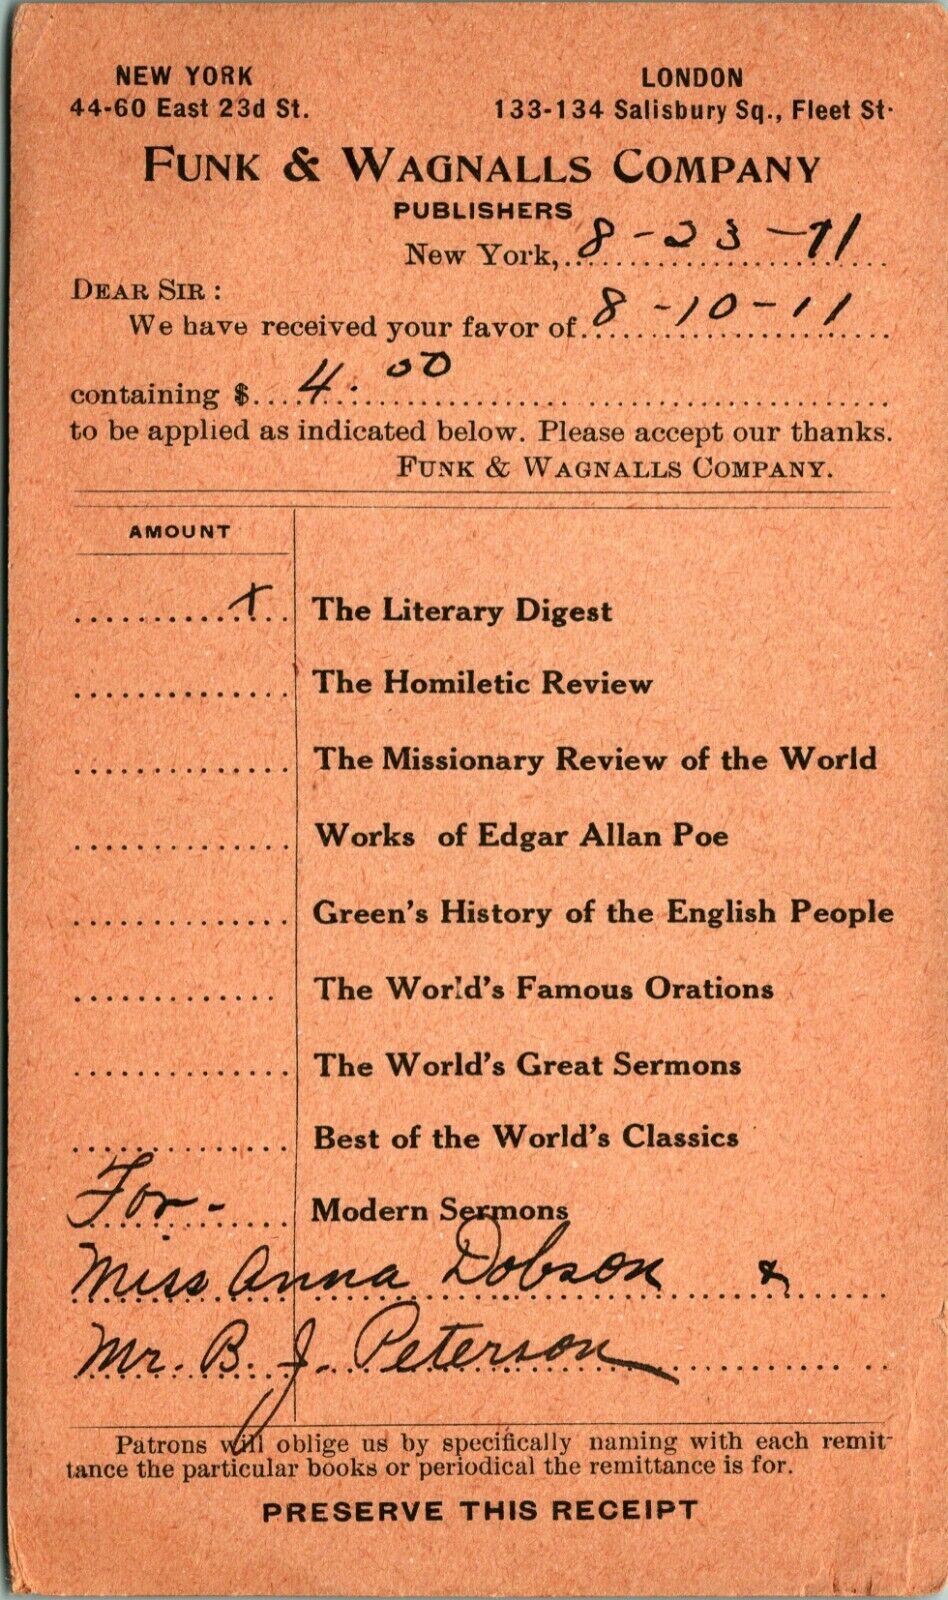 NEW YORK
44-60 East 23d St.
LONDON
133-134 Salisbury Sq., Fleet St.
FUNK & WAGNALLS COMPANY
PUBLISHERS
New York, 8-23-11
DEAR SIR :
We have received your favor of 8-10-11
containing $ 4.00
to be applied as indicated below. Please accept our thanks.
FUNK & WAGNALLS COMPANY.
AMOUNT
x The Literary Digest
The Homiletic Review
The Missionary Review of the World
Works of Edgar Allan Poe
Green's History of the English People
The World's Famous Orations
The World's Great Sermons
Best of the World's Classics
For- Modern Sermons
Miss Anna Dobson &
Mr. B. J. Peterson
Patrons will oblige us by specifically naming with each remit-
tance the particular books or periodical the remittance is for.
PRESERVE THIS RECEIPT